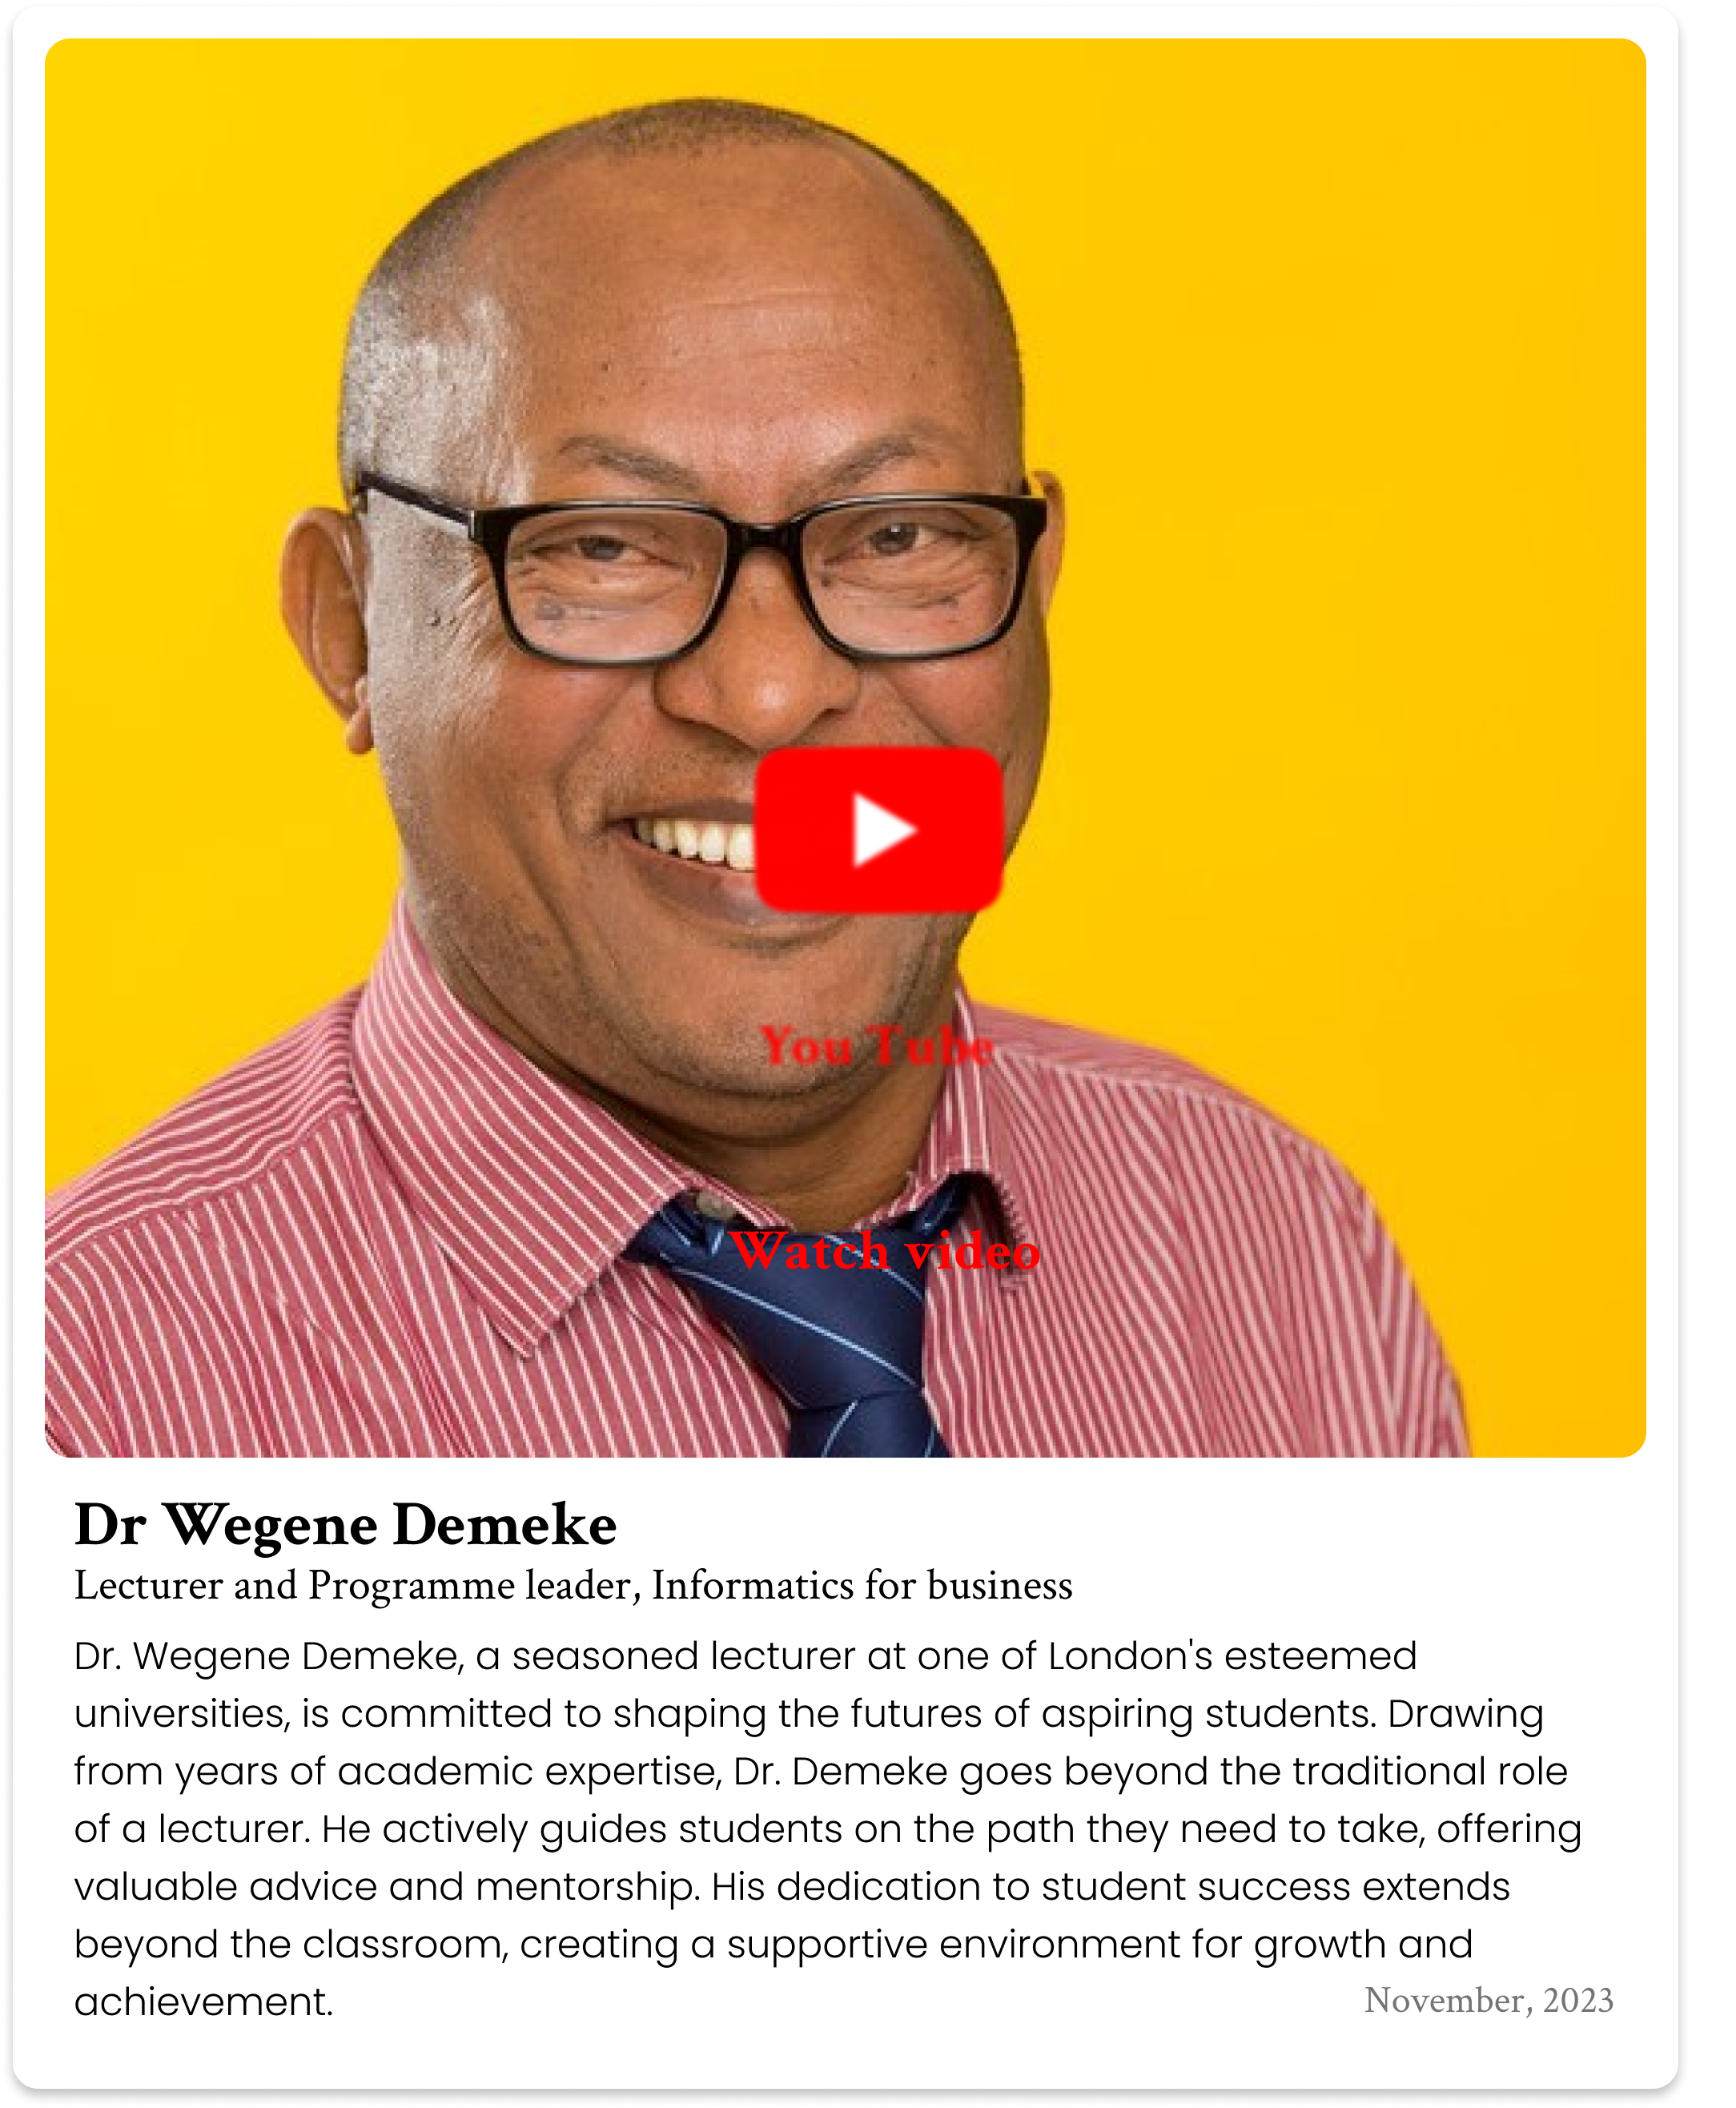 You Tube
Watch video
Dr Wegene Demeke
Lecturer and Programme leader, Informatics for business
Dr. Wegene Demeke, a seasoned lecturer at one of London's esteemed
universities, is committed to shaping the futures of aspiring students. Drawing
from years of academic expertise, Dr. Demeke goes beyond the traditional role
of a lecturer. He actively guides students on the path they need to take, offering
valuable advice and mentorship. His dedication to student success extends
beyond the classroom, creating a supportive environment for growth and
achievement.
November, 2023